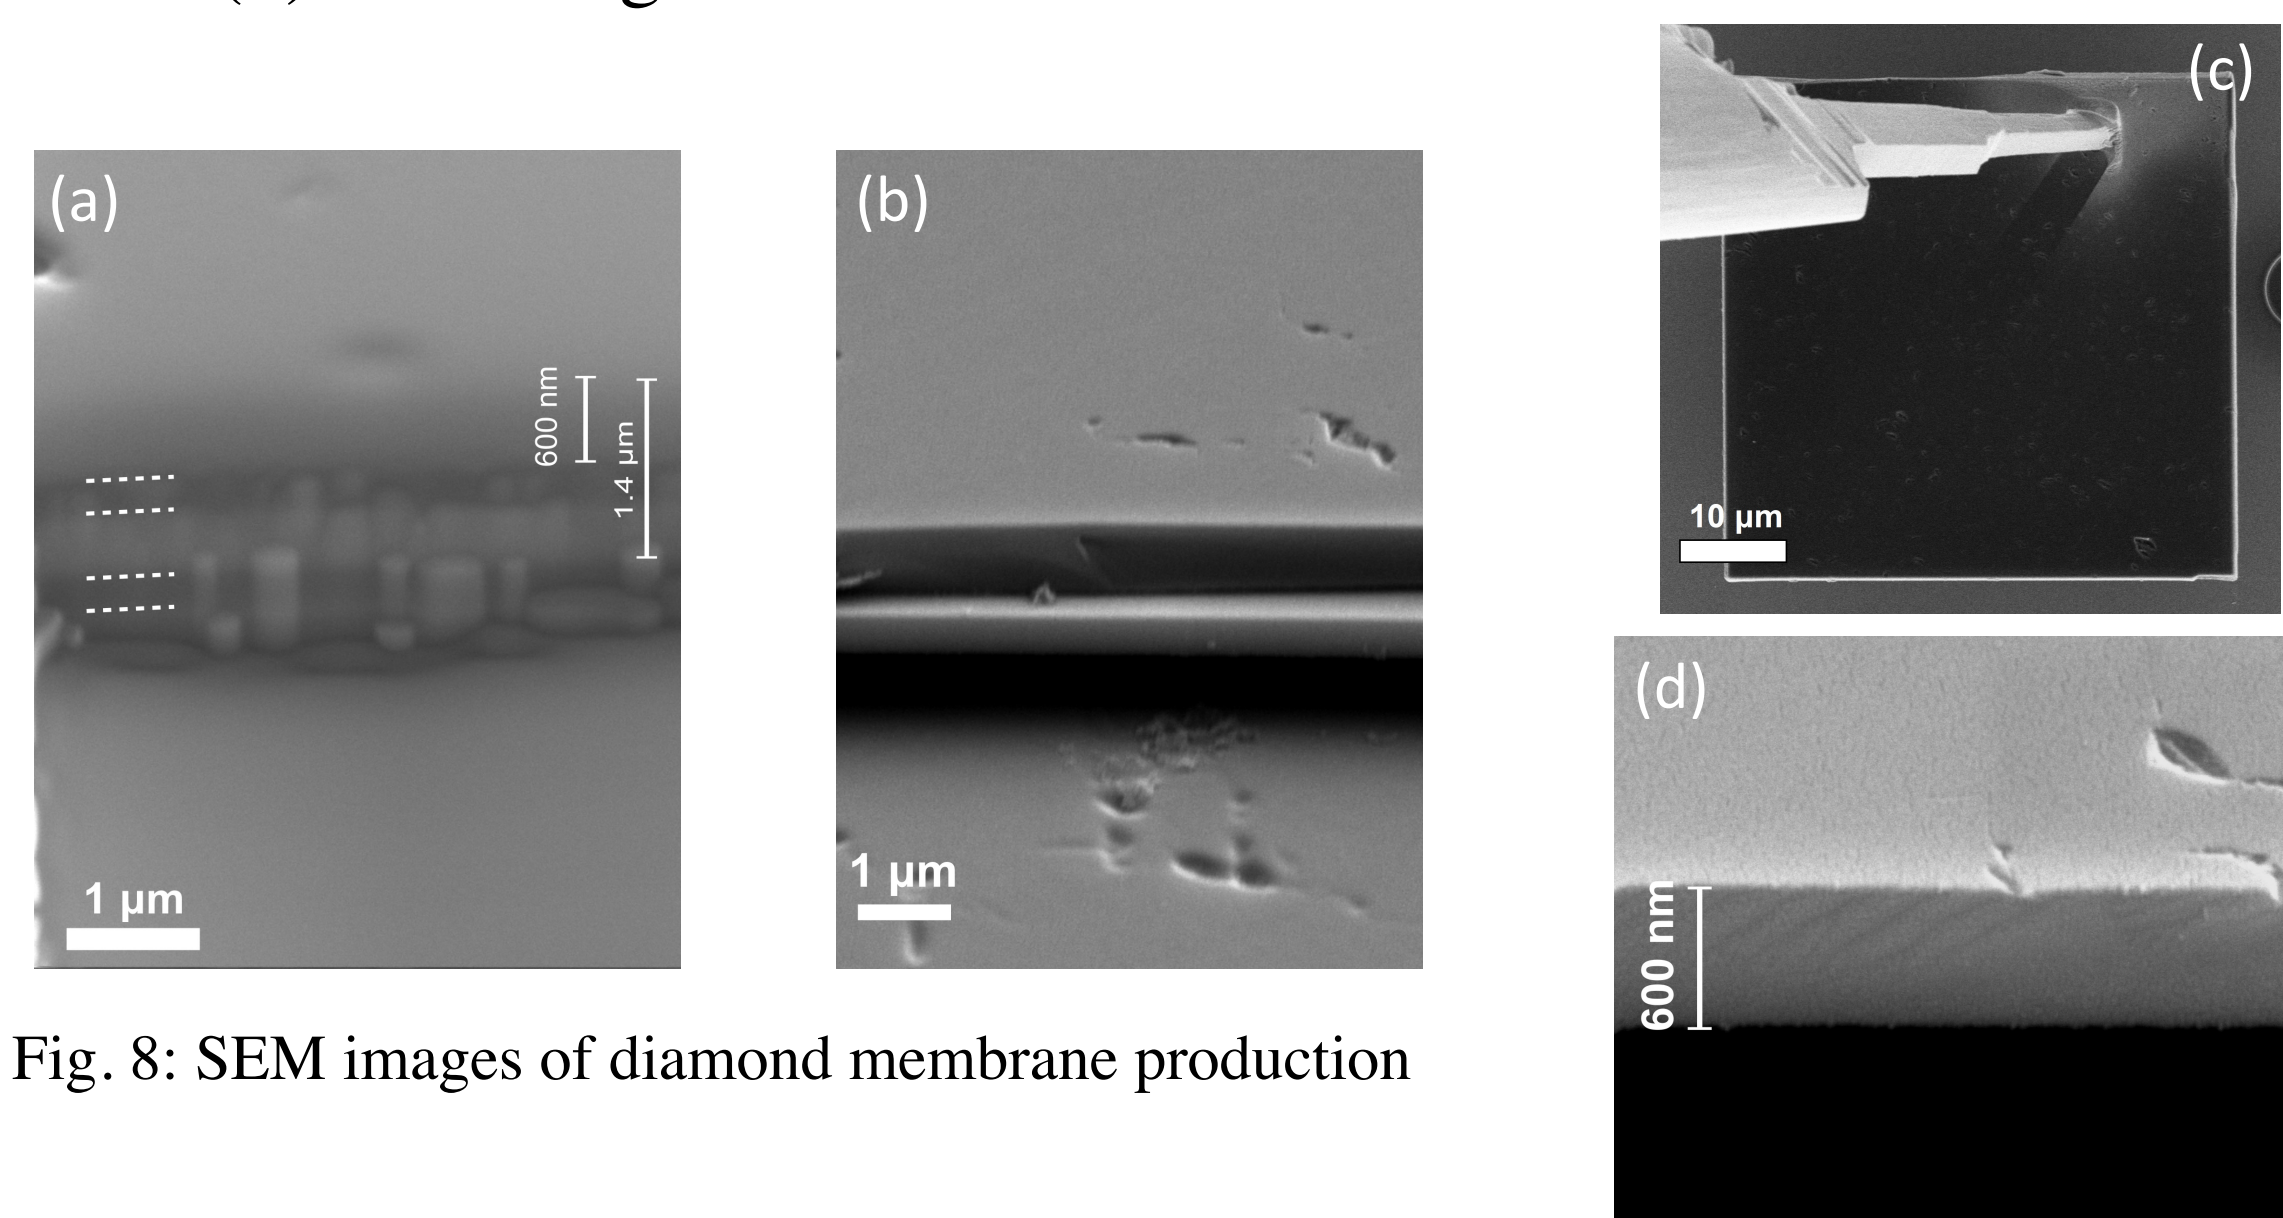 (a)
600 nm
1.4 µm
1 µm
(b)
1 µm
(c)
10 µm
(d)
600 nm
Fig. 8: SEM images of diamond membrane production